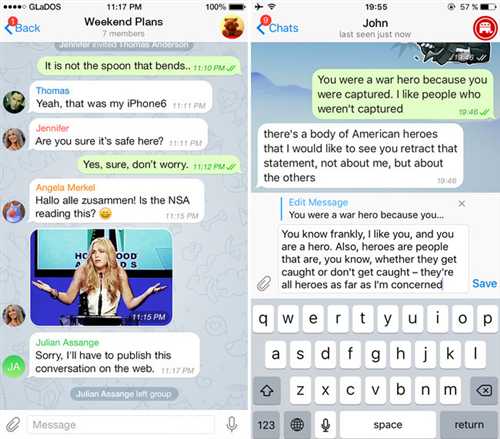 GLaDOS
11:17 PM
100%
1
Back
Weekend Plans
7 members
Jennifer invited Thomas Anderson
It is not the spoon that bends..
11:10 PM
Thomas
Yeah, that was my iPhone6
11:11 PM
Jennifer
Are you sure it's safe here?
11:11 PM
Yes, sure, don't worry.
11:12 PM
Angela Merkel
Hallo alle zusammen! Is the NSA
reading this? 😀
11:15 PM
11:15 PM
Julian Assange
Sorry, I'll have to publish this
conversation on the web.
11:17 PM
JA
Julian Assange left group
Message
19:55
57 %
9
Chats
John
last seen just now
19:46
You were a war hero because you
were captured. I like people who
weren't captured
19:46
there's a body of American heroes
that I would like to see you retract that
statement, not about me, but about
the others
19:46
Edit Message
You were a war hero because you...
You know frankly, I like you, and you
are a hero. Also, heroes are people
that are, you know, whether they get
caught or don't get caught – they're
all heroes as far as I'm concerned
Save
q w e r t y u i o p
a s d f g h j k l
z x c v b n m
123
space
return